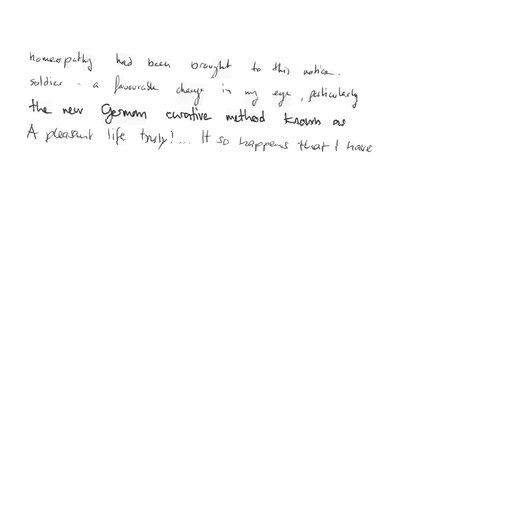 homeopathy had been brought to this notice.
soldier - a favourable change in my eye, particularly
the new German curative method known as
A pleasant life truly!... It so happens that I have